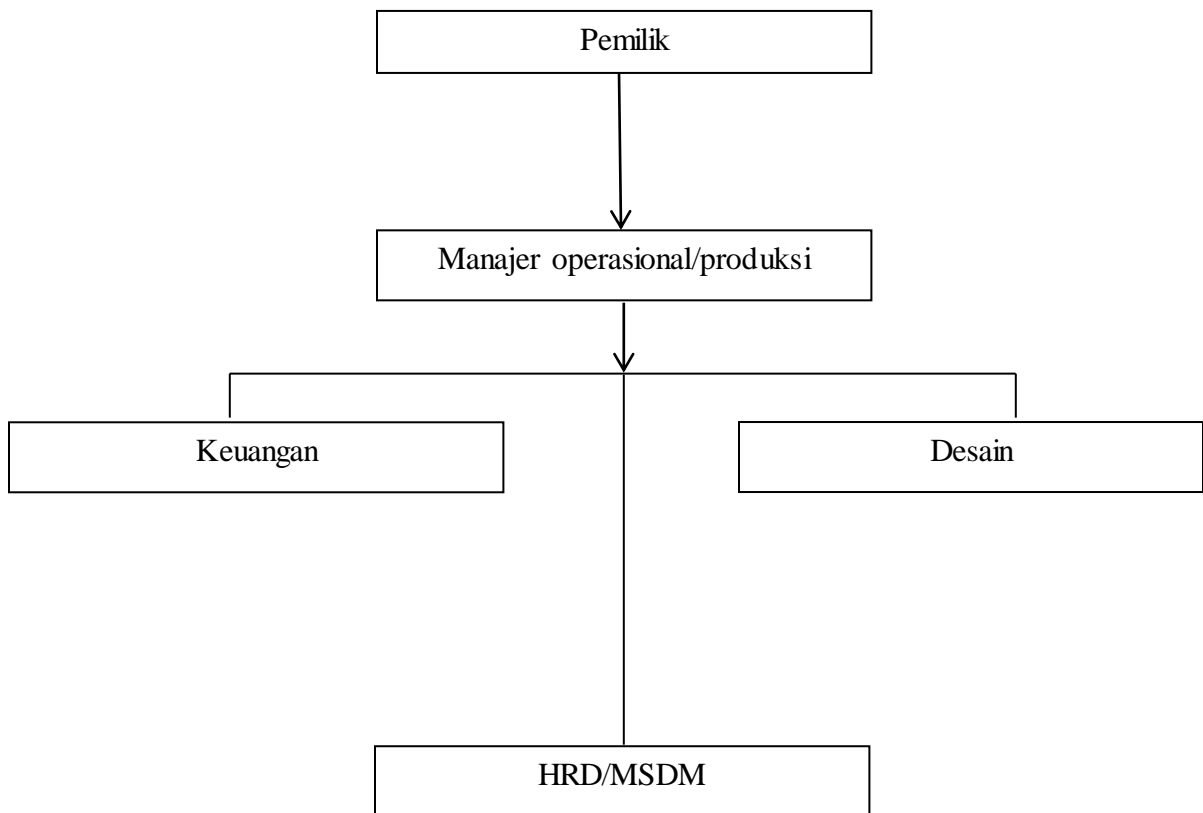 Pemilik
Manajer operasional/produksi
Keuangan
Desain
HRD/MSDM